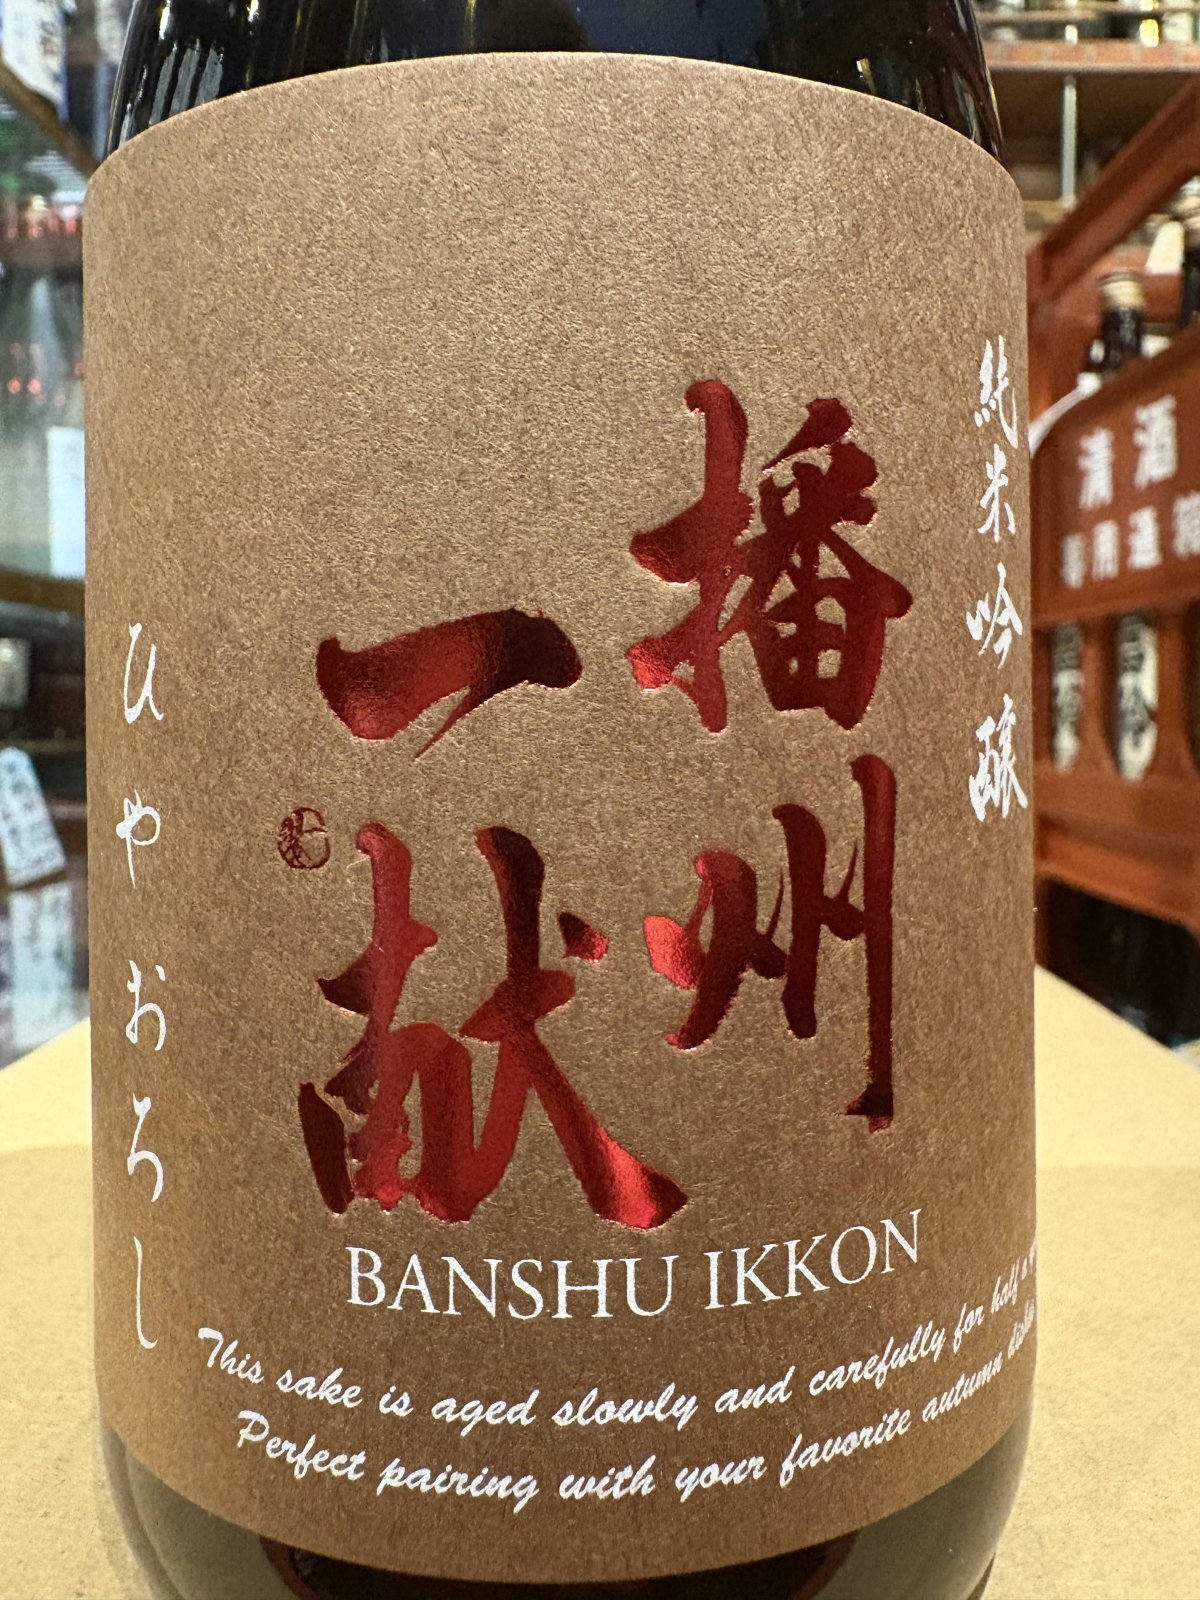 純米吟醸
播州
一献
ひやおろし
BANSHU IKKON
This sake is aged slowly and carefully for half a
Perfect pairing with your favorite autumn
清酒